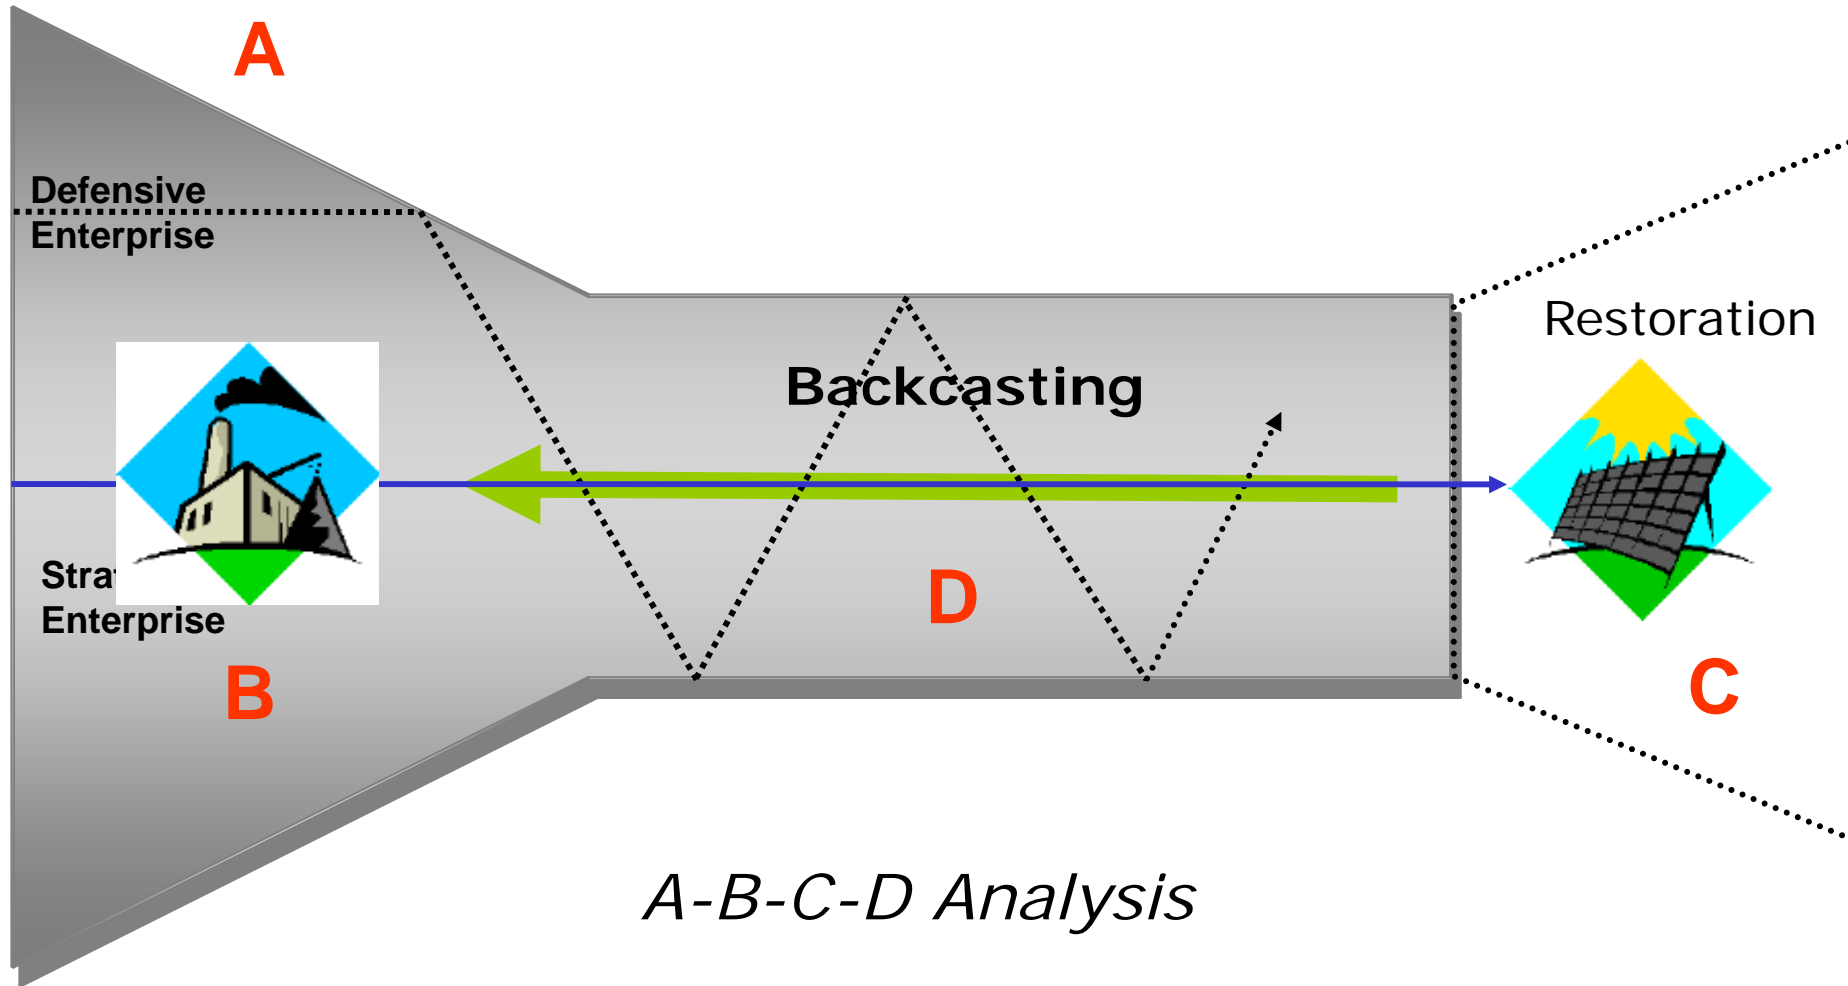 A
Defensive
Enterprise
Restoration
Backcasting
Enterprise
D
B
C
A-B-C-D Analysis